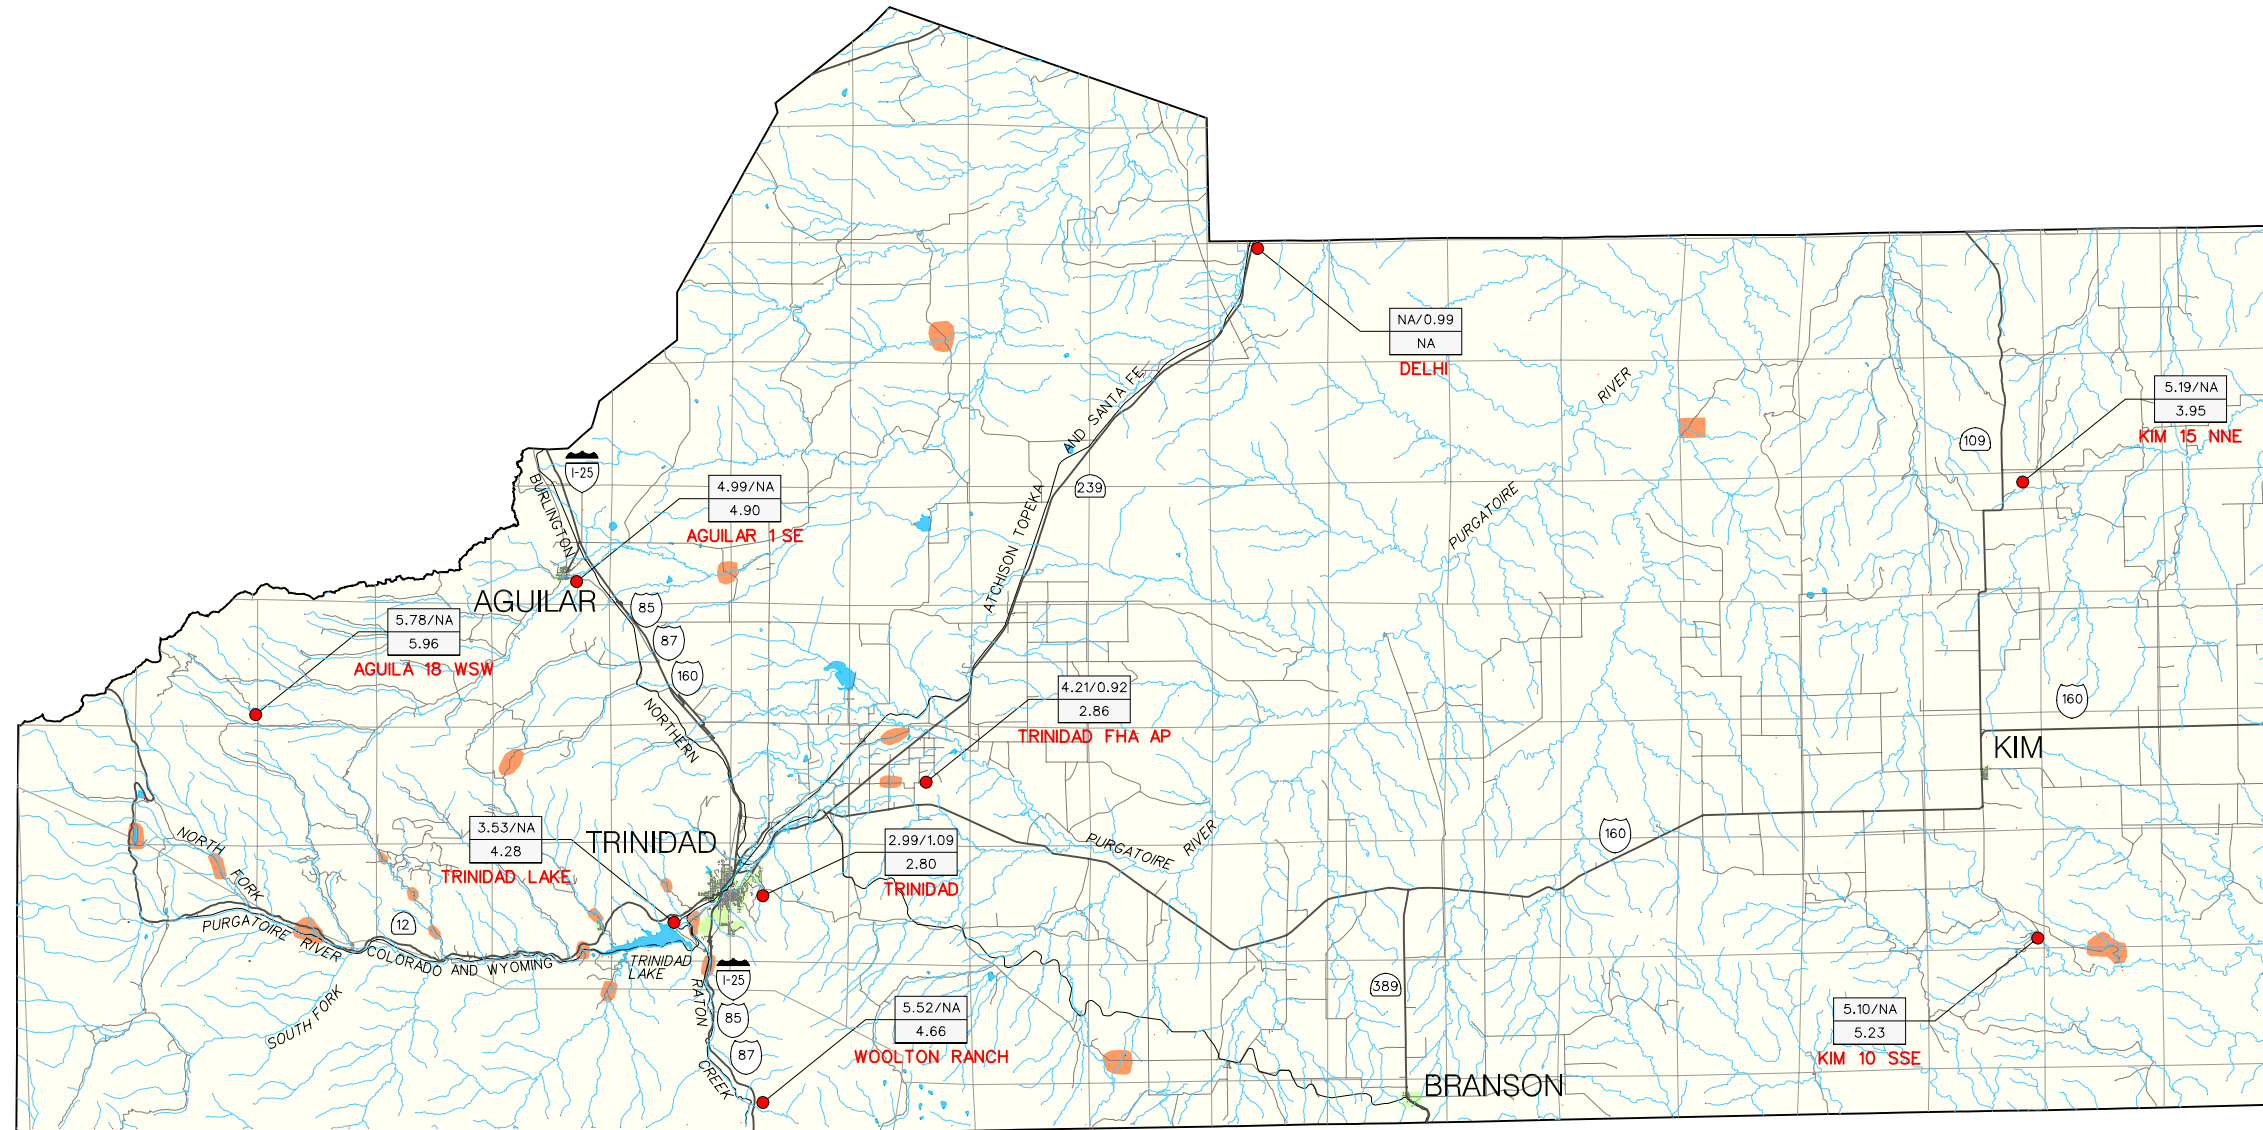 NA/0.99
NA
DELHI
RIVER
PURGATOIRE
AND SANTA FE
ATCHISON TOPEKA
239
109
5.19/NA
3.95
KIM 15 NNE
I-25
BURLINGTON
4.99/NA
4.90
AGUILAR 1 SE
AGUILAR
85
87
160
NORTHERN
5.78/NA
5.96
AGUILA 18 WSW
4.21/0.92
2.86
TRINIDAD FHA AP
160
KIM
160
3.53/NA
4.28
TRINIDAD LAKE
TRINIDAD
2.99/1.09
2.80
TRINIDAD
PURGATOIRE
RIVER
NORTH
FORK
12
PURGATOIRE RIVER
COLORADO AND WYOMING
SOUTH FORK
TRINIDAD
LAKE
I-25
RATON
CREEK
85
87
5.52/NA
4.66
WOOLTON RANCH
389
BRANSON
5.10/NA
5.23
KIM 10 SSE